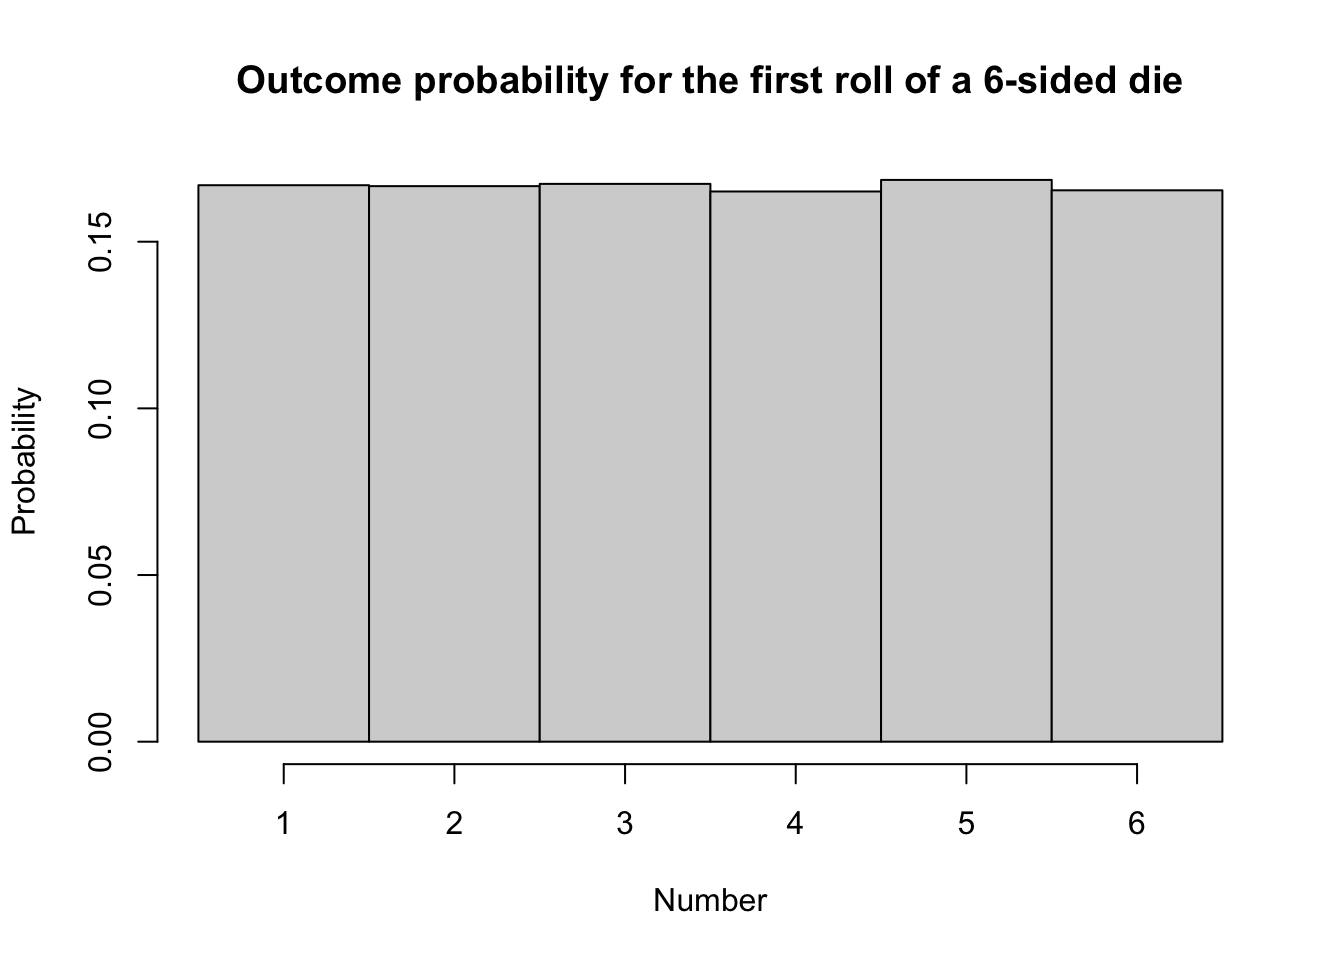 Outcome probability for the first roll of a 6-sided die
0.15
0.10
0.05
0.00
Probability
1 2 3 4 5 6
Number